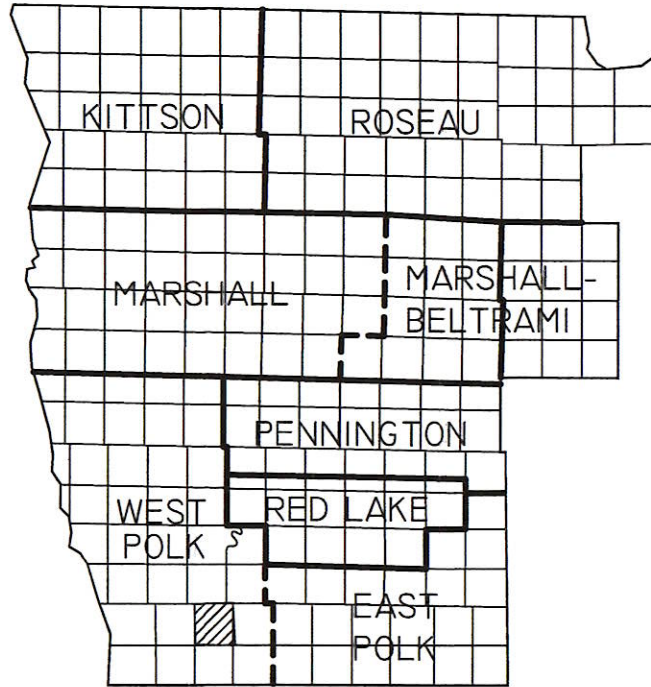 KITTSON
ROSEAU
MARSHALL
MARSHALL-
BELTRAMI
PENNINGTON
WEST
POLK
RED LAKE
EAST
POLK